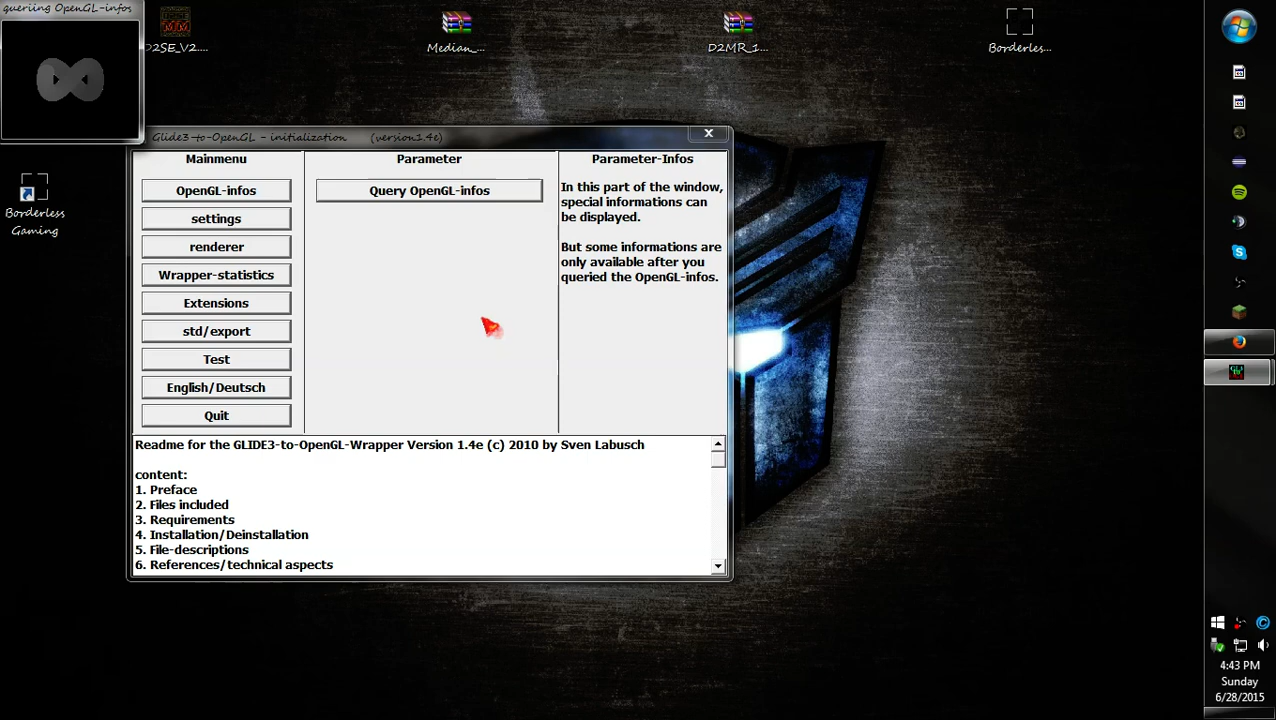 queriing OpenGL-infos
D2SE_V2....
Median_...
D2MR_1...
Borderles...
Borderless
Gaming
Glide3-to-OpenGL - initialization (version1.4e)
Mainmenu
OpenGL-infos
settings
renderer
Wrapper-statistics
Extensions
std/export
Test
English/Deutsch
Quit
Parameter
Query OpenGL-infos
Parameter-Infos
In this part of the window,
special informations can
be displayed.
But some informations are
only available after you
queried the OpenGL-infos.
Readme for the GLIDE3-to-OpenGL-Wrapper Version 1.4e (c) 2010 by Sven Labusch
content:
1. Preface
2. Files included
3. Requirements
4. Installation/Deinstallation
5. File-descriptions
6. References/technical aspects
4:43 PM
Sunday
6/28/2015